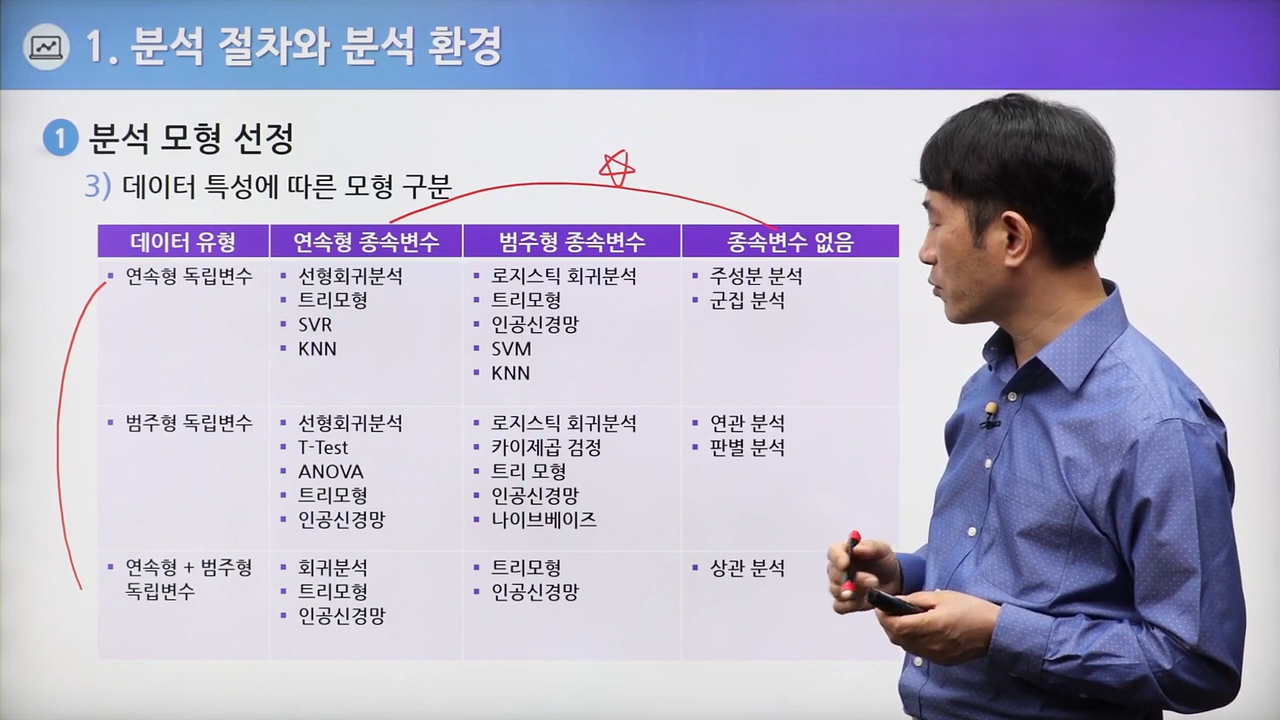 1. 분석 절차와 분석 환경
1 분석 모형 선정
3) 데이터 특성에 따른 모형 구분
데이터 유형 연속형 종속변수 범주형 종속변수 종속변수 없음
▪ 연속형 독립변수
▪ 선형회귀분석
▪ 트리모형
▪ SVR
▪ KNN
▪ 로지스틱 회귀분석
▪ 트리모형
▪ 인공신경망
▪ SVM
▪ KNN
▪ 주성분 분석
▪ 군집 분석
▪ 범주형 독립변수
▪ 선형회귀분석
▪ T-Test
▪ ANOVA
▪ 트리모형
▪ 인공신경망
▪ 로지스틱 회귀분석
▪ 카이제곱 검정
▪ 트리 모형
▪ 인공신경망
▪ 나이브베이즈
▪ 연관 분석
▪ 판별 분석
▪ 연속형 + 범주형
독립변수
▪ 회귀분석
▪ 트리모형
▪ 인공신경망
▪ 트리모형
▪ 인공신경망
▪ 상관 분석